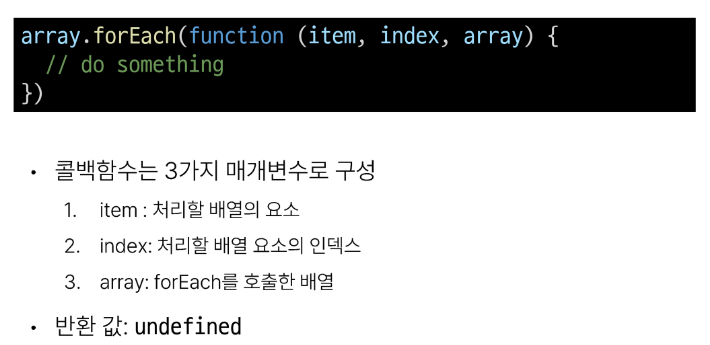 array.forEach(function (item, index, array) {
  // do something
})
• 콜백함수는 3가지 매개변수로 구성
1. item : 처리할 배열의 요소
2. index: 처리할 배열 요소의 인덱스
3. array: forEach를 호출한 배열
• 반환 값: undefined